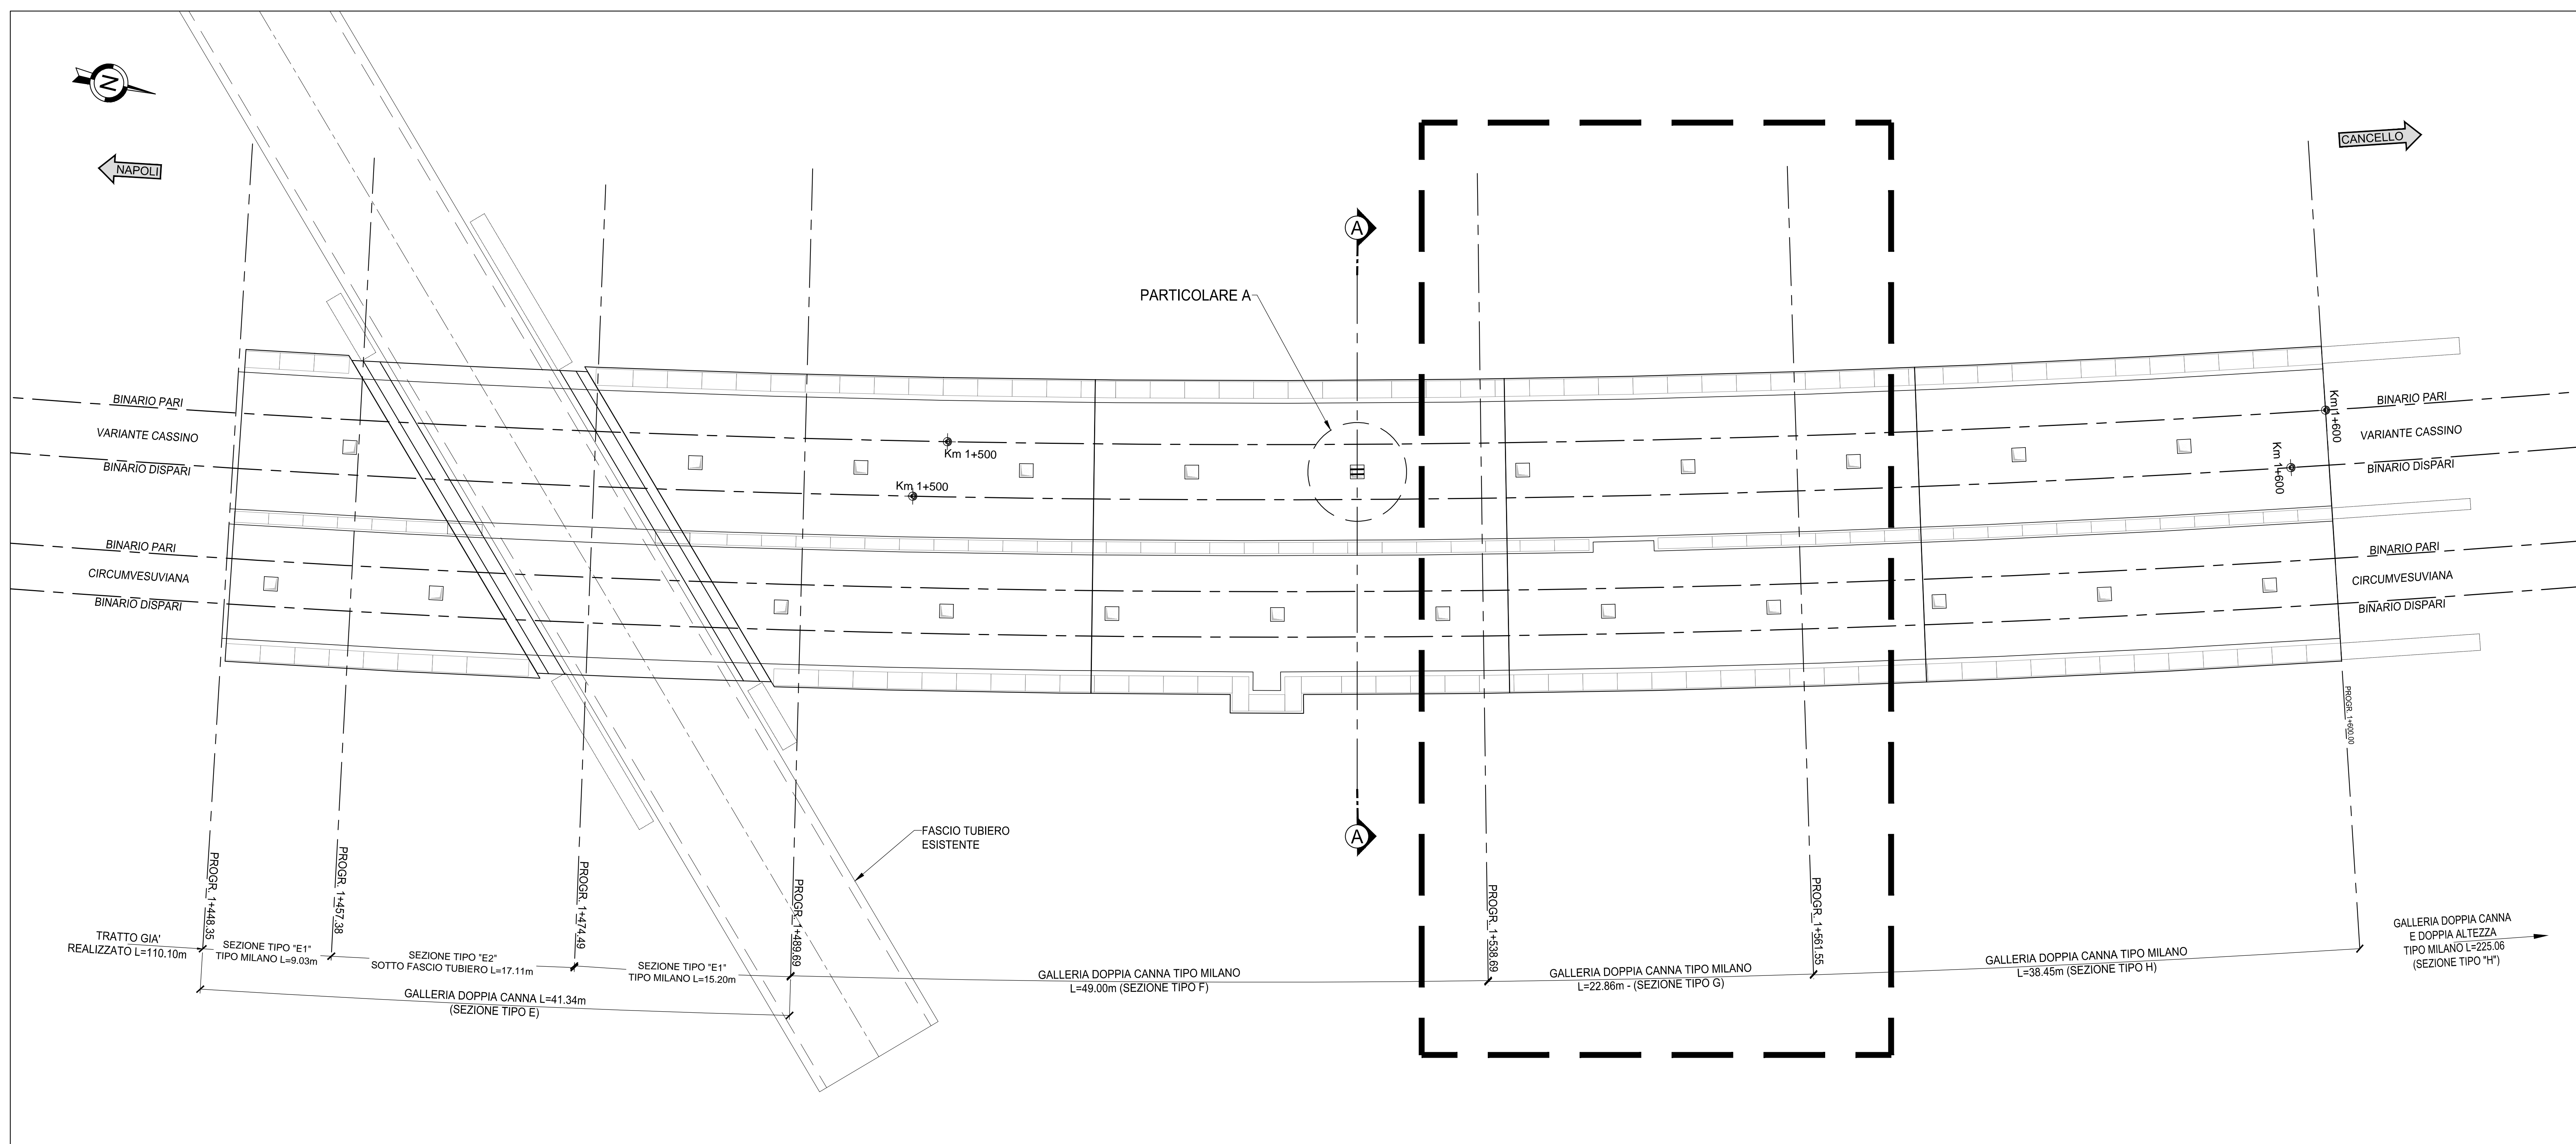 N
NAPOLI
CANCELLO
A
PARTICOLARE A
BINARIO PARI
VARIANTE CASSINO
BINARIO DISPARI
BINARIO PARI
CIRCUMVESUVIANA
BINARIO DISPARI
Km 1+500
Km 1+500
Km 1+600
Km 1+600
BINARIO PARI
VARIANTE CASSINO
BINARIO DISPARI
BINARIO PARI
CIRCUMVESUVIANA
BINARIO DISPARI
PROGR. 1+600.00
FASCIO TUBIERO
ESISTENTE
A
PROGR. 1+448.35
PROGR. 1+457.38
PROGR. 1+474.49
PROGR. 1+489.69
PROGR. 1+538.69
PROGR. 1+561.55
TRATTO GIA'
REALIZZATO L=110.10m
SEZIONE TIPO "E1"
TIPO MILANO L=9.03m
SEZIONE TIPO "E2"
SOTTO FASCIO TUBIERO L=17.11m
SEZIONE TIPO "E1"
TIPO MILANO L=15.20m
GALLERIA DOPPIA CANNA L=41.34m
(SEZIONE TIPO E)
GALLERIA DOPPIA CANNA TIPO MILANO
L=49.00m (SEZIONE TIPO F)
GALLERIA DOPPIA CANNA TIPO MILANO
L=22.86m - (SEZIONE TIPO G)
GALLERIA DOPPIA CANNA TIPO MILANO
L=38.45m (SEZIONE TIPO H)
GALLERIA DOPPIA CANNA
E DOPPIA ALTEZZA
TIPO MILANO L=225.06
(SEZIONE TIPO "H")